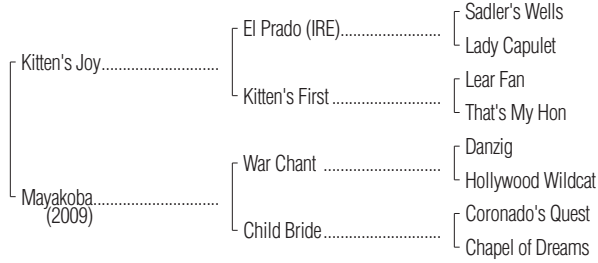 Sadler's Wells
El Prado (IRE)
Lady Capulet
Kitten's Joy
Lear Fan
Kitten's First
That's My Hon
Danzig
War Chant
Hollywood Wildcat
Mayakoba
(2009)
Coronado's Quest
Child Bride
Chapel of Dreams